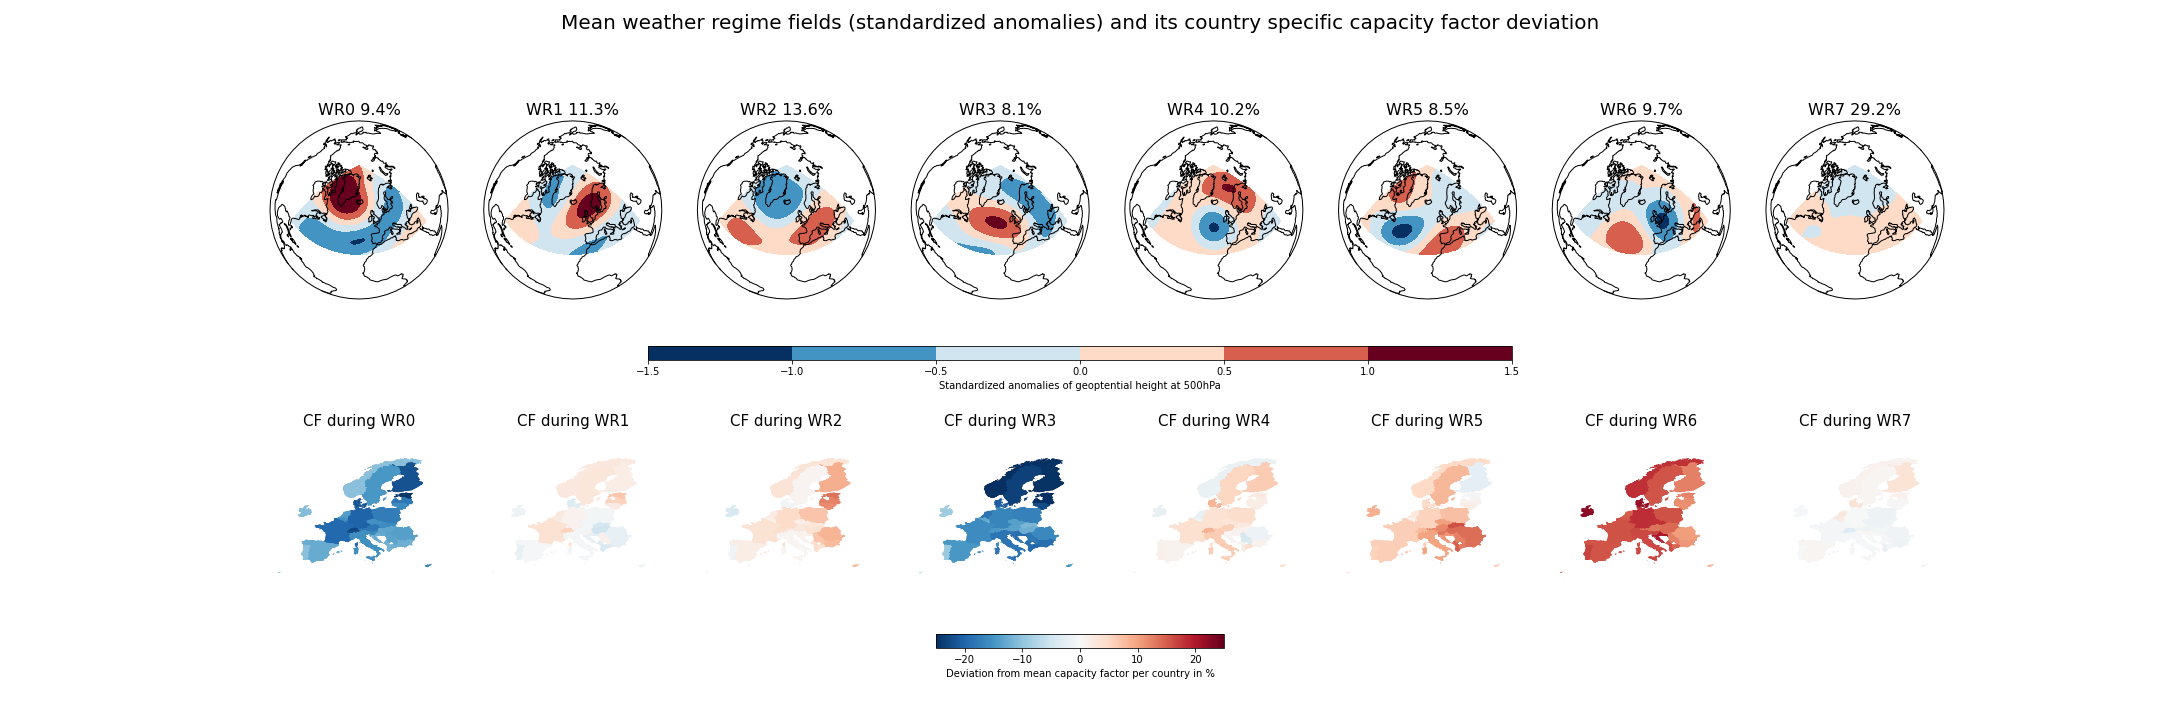 Mean weather regime fields (standardized anomalies) and its country specific capacity factor deviation
WR0 9.4%
WR1 11.3%
WR2 13.6%
WR3 8.1%
WR4 10.2%
WR5 8.5%
WR6 9.7%
WR7 29.2%
−1.5
−1.0
−0.5
0.0
0.5
1.0
1.5
Standardized anomalies of geoptential height at 500hPa
CF during WR0
CF during WR1
CF during WR2
CF during WR3
CF during WR4
CF during WR5
CF during WR6
CF during WR7
−20
−10
0
10
20
Deviation from mean capacity factor per country in %